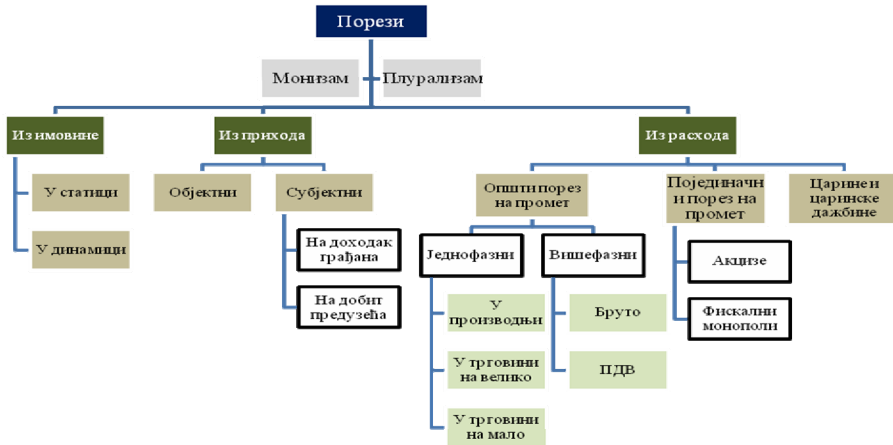 Порези
Монизам
Плурализам
Из имовине
Из прихода
Из расхода
У статици
У динамици
Објектни
Субјектни
На доходак
грађана
На добит
предузећа
Општи порез
на промет
Појединачн
и порез на
промет
Царине и
царинске
дажбине
Једнофазни
Вишефазни
У
производњи
У трговини
на велико
У трговини
на мало
Бруто
ПДВ
Акцизе
Фискални
монополи